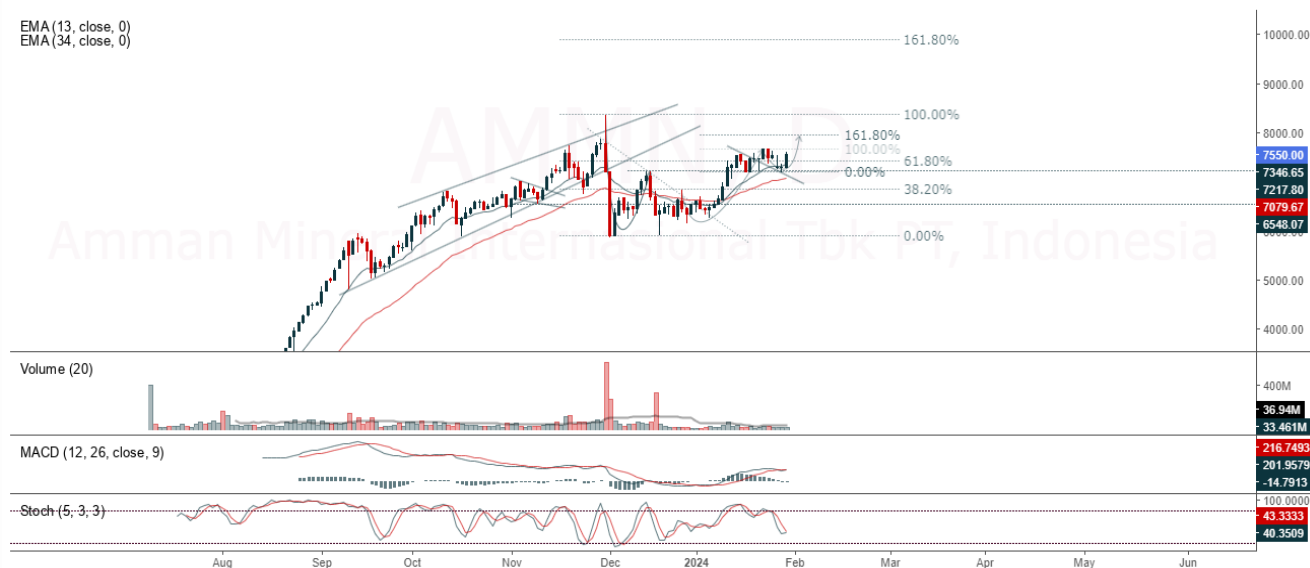 EMA (13, close, 0)
EMA (34, close, 0)
AMMN, D
Amman Mineral Internasional Tbk PT, Indonesia
161.80%
100.00%
161.80%
100.00%
61.80%
0.00%
38.20%
0.00%
10000.00
9000.00
8000.00
7550.00
7346.65
7217.80
7079.67
6548.07
5000.00
4000.00
Volume (20)
400M
36.94M
33.461M
MACD (12, 26, close, 9)
216.7493
201.9579
-14.7913
Stoch (5, 3, 3)
100.0000
43.3333
40.3509
Aug Sep Oct Nov Dec 2024 Feb Mar Apr May Jun